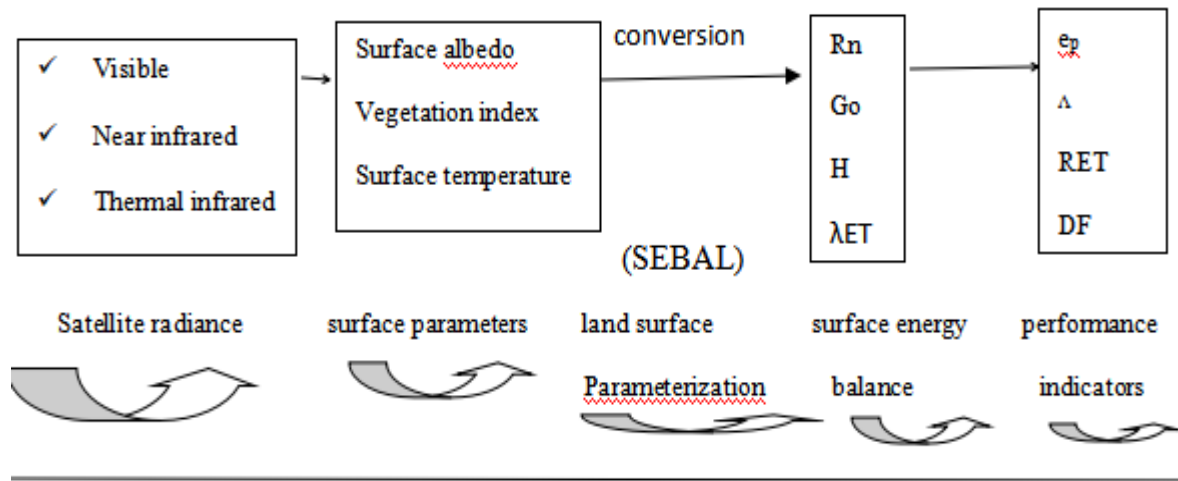 ✓ Visible
✓ Near infrared
✓ Thermal infrared
Surface albedo
Vegetation index
Surface temperature
conversion
(SEBAL)
Rn
Go
H
λET
ep
Λ
RET
DF
Satellite radiance
surface parameters
land surface
Parameterization
surface energy
balance
performance
indicators